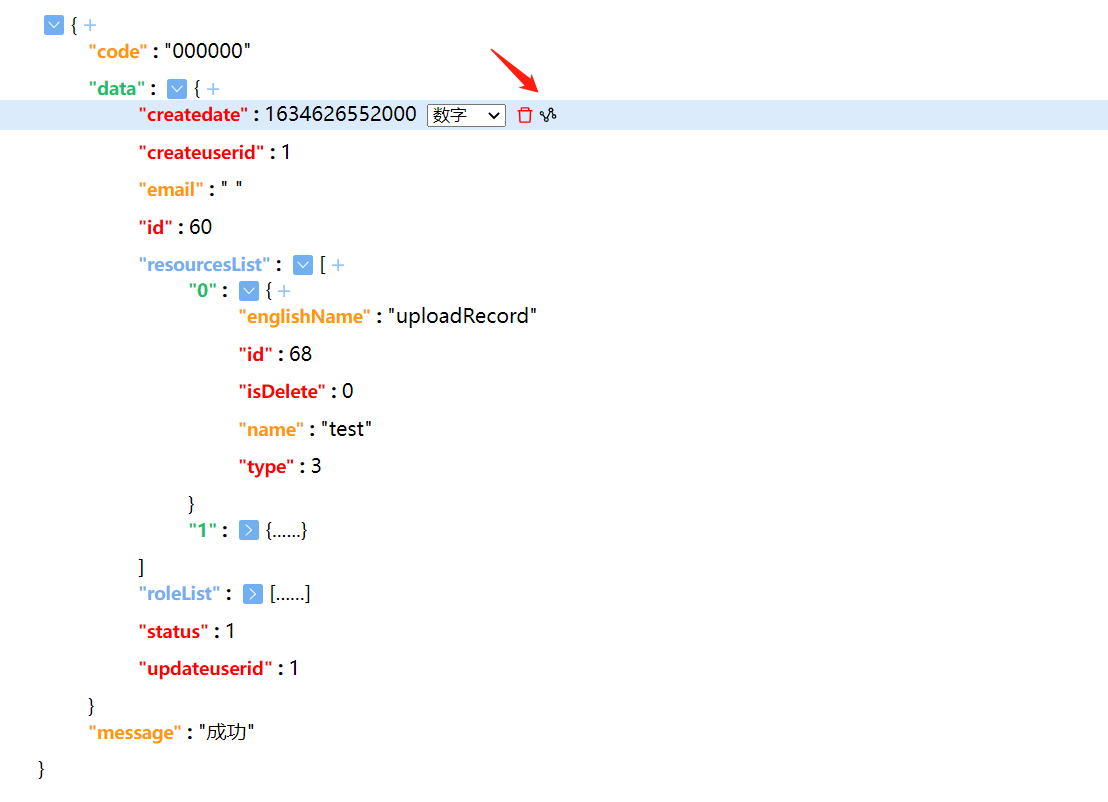 { +
"code" : "000000"
"data" : { +
"createdate" : 1634626552000 数字
"createuserid" : 1
"email" : " "
"id" : 60
"resourcesList" : [ +
"0" : { +
"englishName" : "uploadRecord"
"id" : 68
"isDelete" : 0
"name" : "test"
"type" : 3
}
"1" : {......}
]
"roleList" : [......]
"status" : 1
"updateuserid" : 1
}
"message" : "成功"
}